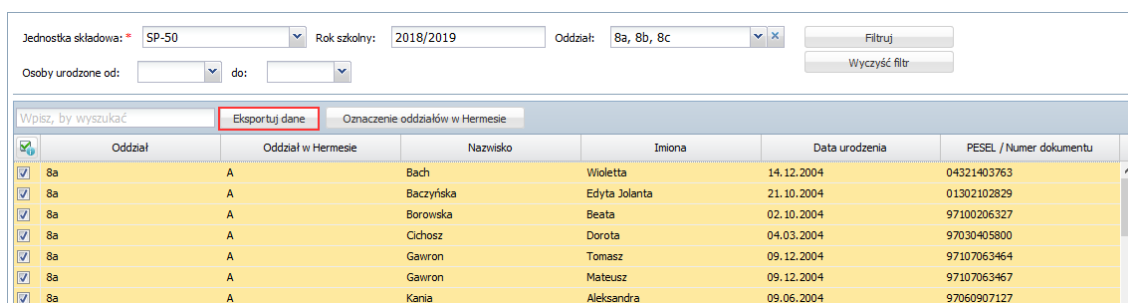 Jednostka składowa: * SP-50 Rok szkolny: 2018/2019 Oddział: 8a, 8b, 8c Filtruj
Osoby urodzone od: do: Wyczyść filtr
Wpisz, by wyszukać Eksportuj dane Oznaczenie oddziałów w Hermesie
Oddział Oddział w Hermesie Nazwisko Imiona Data urodzenia PESEL / Numer dokumentu
8a A Bach Wioletta 14.12.2004 04321403763
8a A Baczyńska Edyta Jolanta 21.10.2004 01302102829
8a A Borowska Beata 02.10.2004 97100206327
8a A Cichosz Dorota 04.03.2004 97030405800
8a A Gawron Tomasz 09.12.2004 97107063464
8a A Gawron Mateusz 09.12.2004 97107063467
8a A Kania Aleksandra 09.06.2004 97060907127